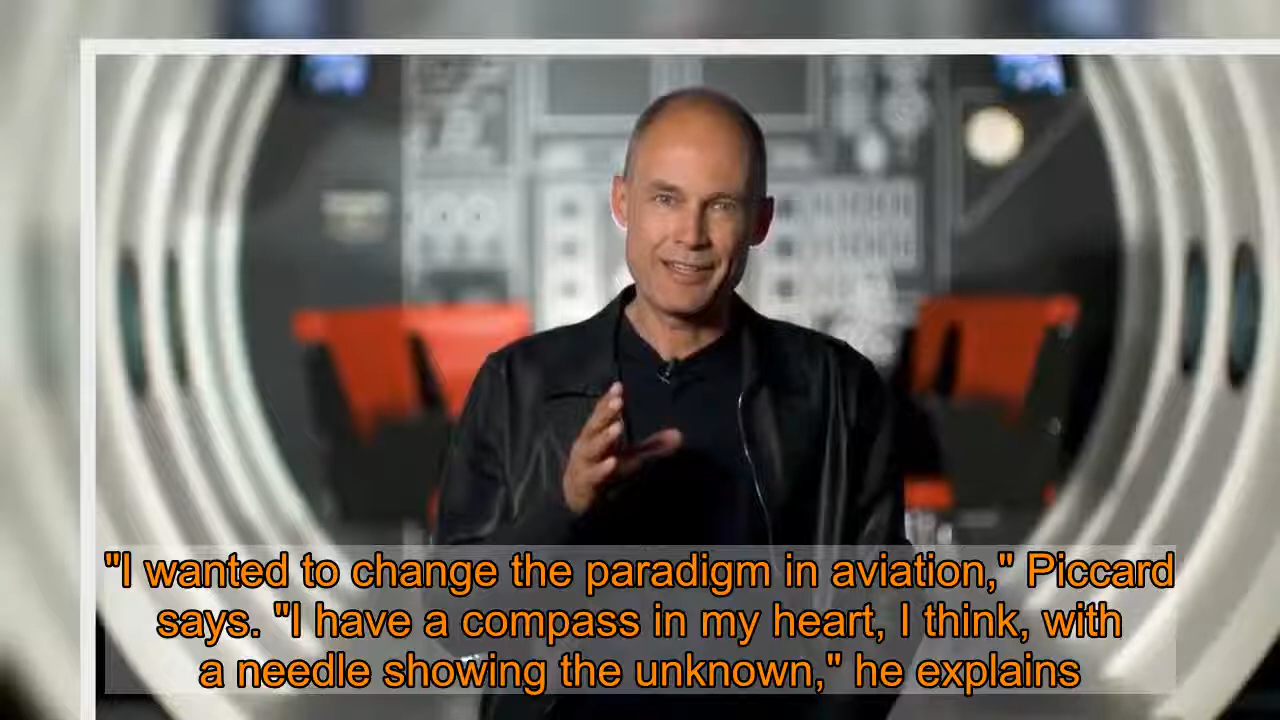 "I wanted to change the paradigm in aviation," Piccard
says. "I have a compass in my heart, I think, with
a needle showing the unknown," he explains